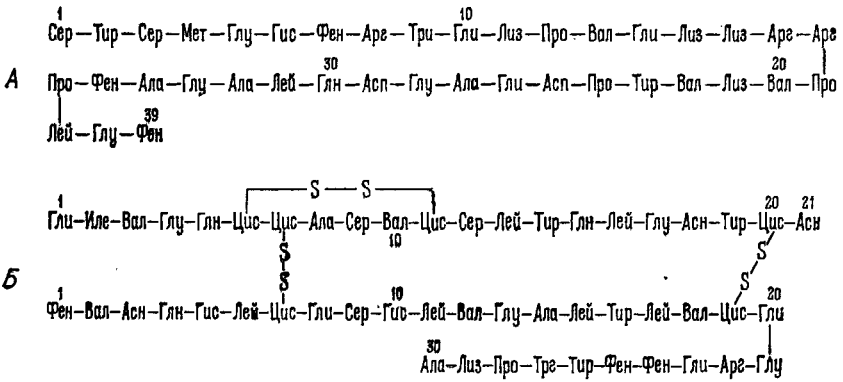 1 10
Сер–Тир–Сер–Мет–Глу–Гис–Фен–Арг–Три–Гли–Лиз–Про–Вал–Гли–Лиз–Лиз–Арг–Арг
30 20
А Про–Фен–Ала–Глу–Ала–Лей–Глн–Асп–Глу–Ала–Гли–Асп–Про–Тир–Вал–Лиз–Вал–Про
39
Лей–Глу–Фен
S–S
1 10 20 21
Гли–Иле–Вал–Глу–Глн–Цис–Цис–Ала–Сер–Вал–Цис–Сер–Лей–Тир–Глн–Лей–Глу–Асн–Тир–Цис–Асн
S S
S S
Б
1 10 20
Фен–Вал–Асн–Глн–Гис–Лей–Цис–Гли–Сер–Гис–Лей–Вал–Глу–Ала–Лей–Тир–Лей–Вал–Цис–Гли
30
Ала–Лиз–Про–Трг–Тир–Фен–Фен–Гли–Арг–Глу